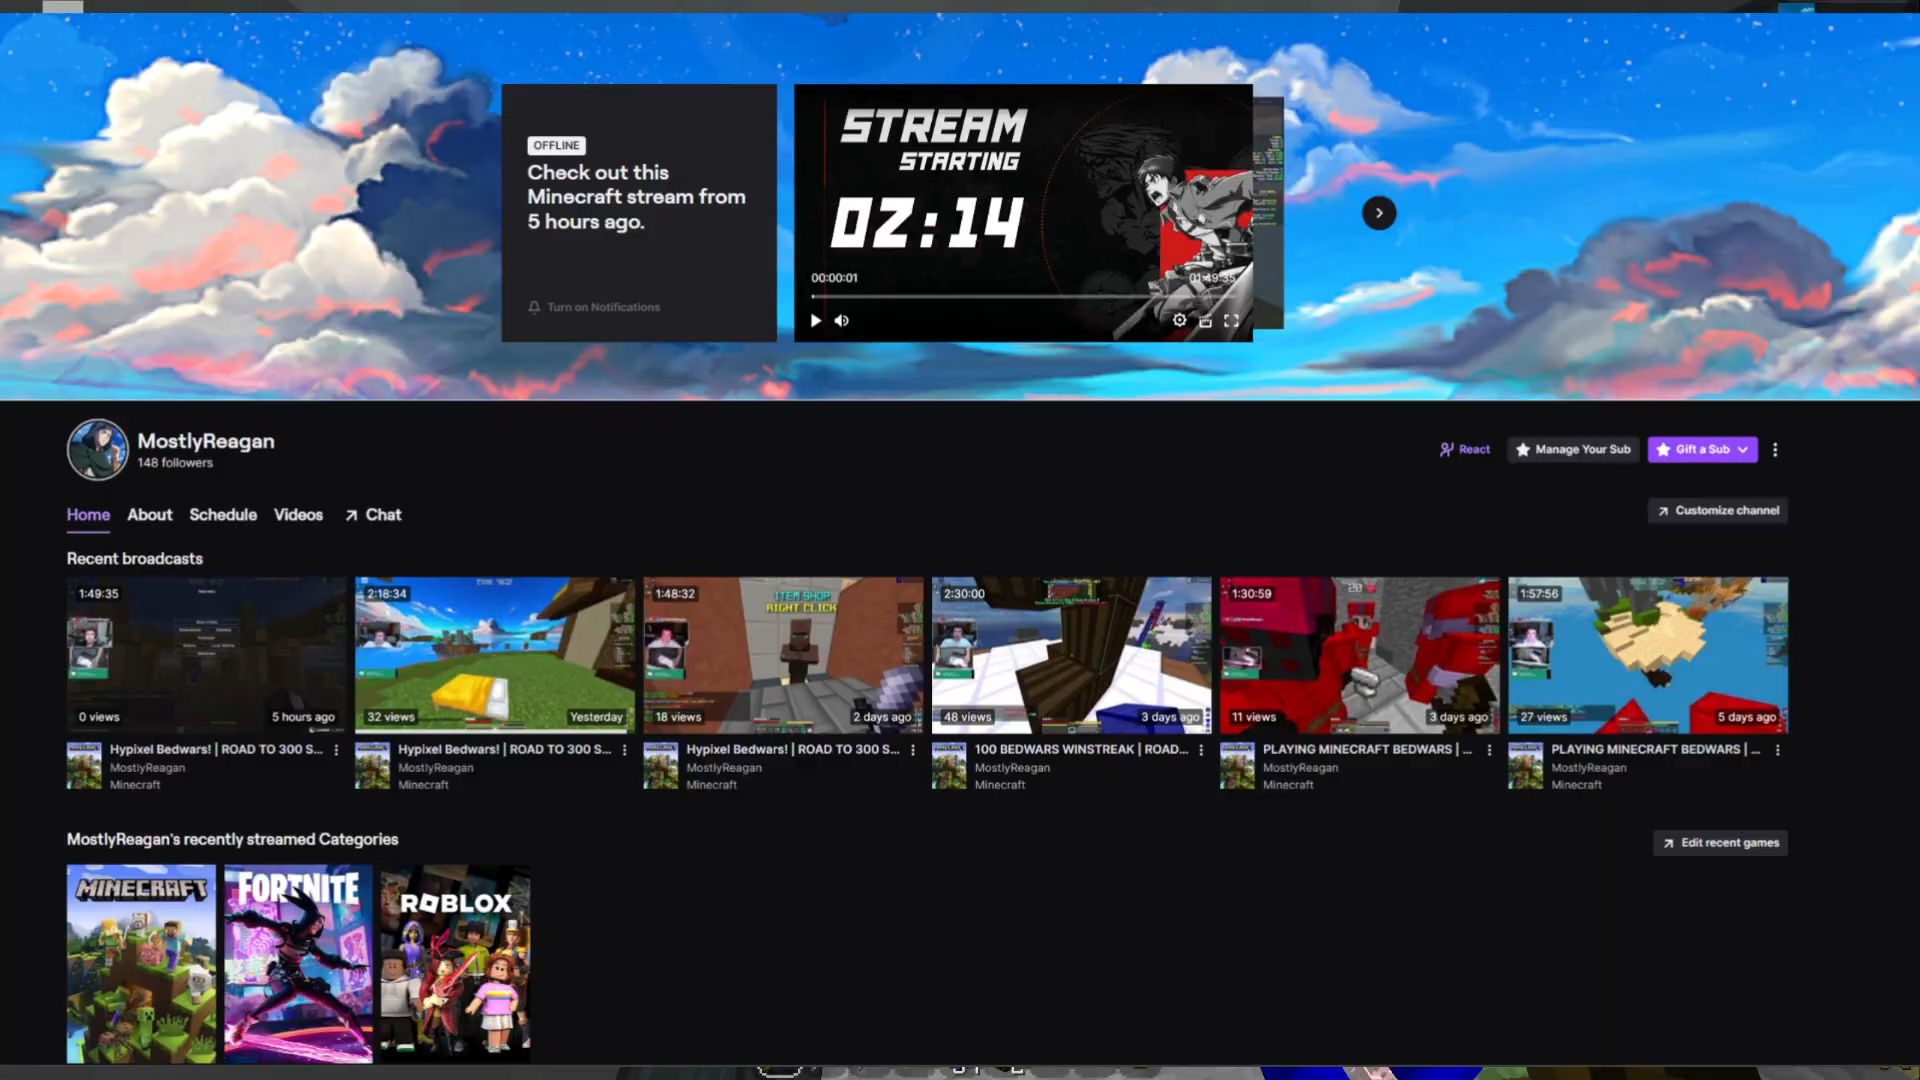 OFFLINE
Check out this
Minecraft stream from
5 hours ago.
Turn on Notifications
STREAM
STARTING
02:14
00:00:01
01:49:35
MostlyReagan
148 followers
React
Manage Your Sub
Gift a Sub
Home
About
Schedule
Videos
Chat
Customize channel
Recent broadcasts
1:49:35
0 views
5 hours ago
Hypixel Bedwars! | ROAD TO 300 S...
MostlyReagan
Minecraft
2:16:34
32 views
Yesterday
Hypixel Bedwars! | ROAD TO 300 S...
MostlyReagan
Minecraft
1:48:32
ITEM SHOP
RIGHT CLICK
18 views
2 days ago
Hypixel Bedwars! | ROAD TO 300 S...
MostlyReagan
Minecraft
2:30:00
48 views
3 days ago
100 BEDWARS WINSTREAK | ROAD...
MostlyReagan
Minecraft
1:30:59
20
11 views
3 days ago
PLAYING MINECRAFT BEDWARS | ...
MostlyReagan
Minecraft
1:57:56
27 views
5 days ago
PLAYING MINECRAFT BEDWARS | ...
MostlyReagan
Minecraft
MostlyReagan's recently streamed Categories
Edit recent games
MINECRAFT
FORTNITE
ROBLOX